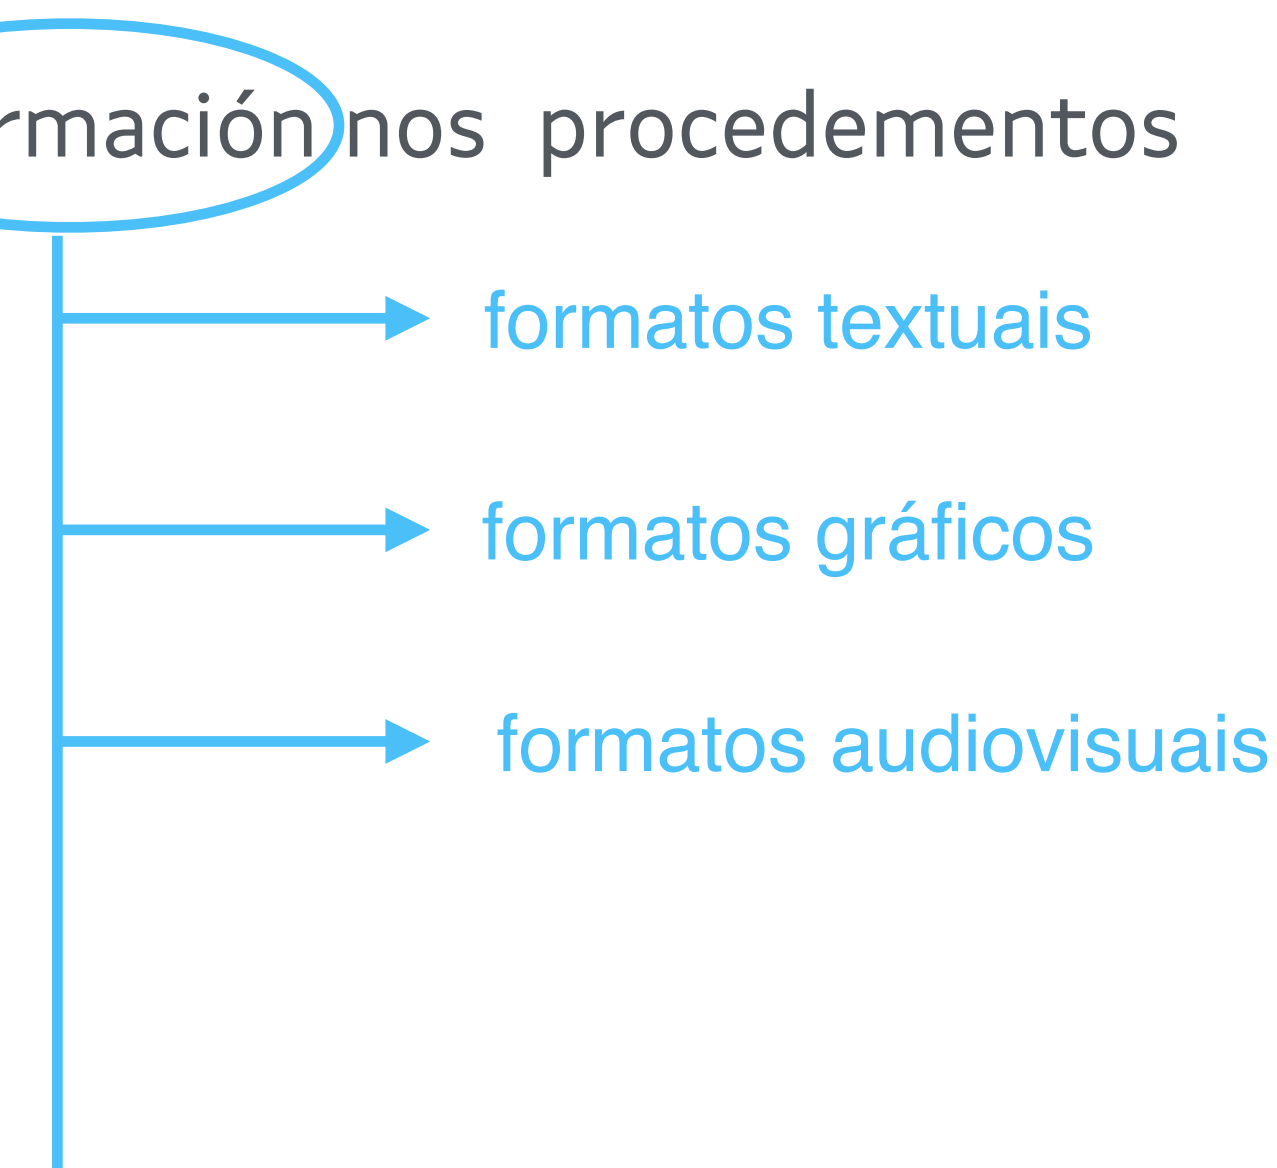 rmación nos procedementos
formatos textuais
formatos gráficos
formatos audiovisuais